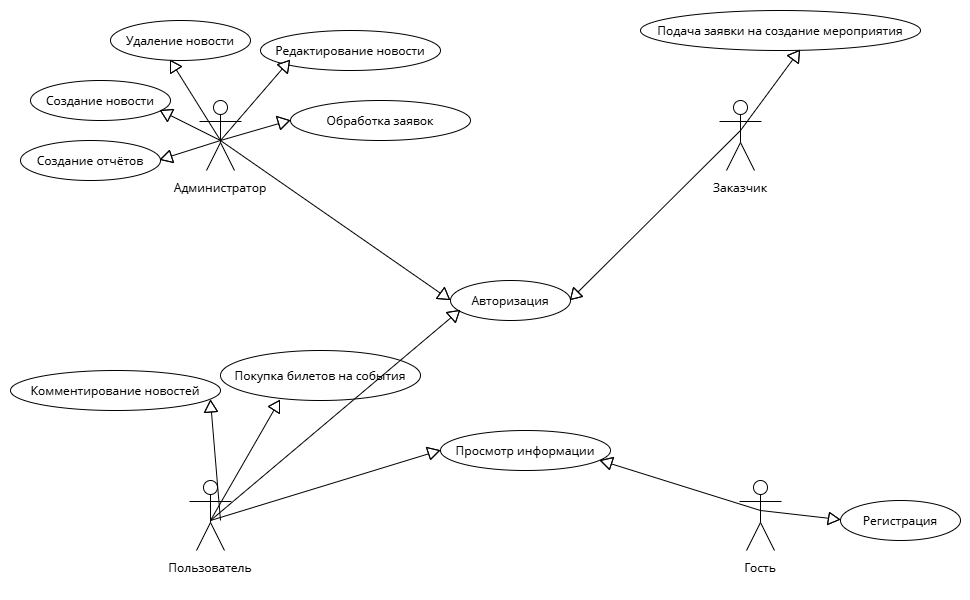 Подача заявки на создание мероприятия
Удаление новости
Редактирование новости
Создание новости
Обработка заявок
Создание отчётов
Администратор
Заказчик
Авторизация
Покупка билетов на события
Комментирование новостей
Просмотр информации
Регистрация
Пользователь
Гость